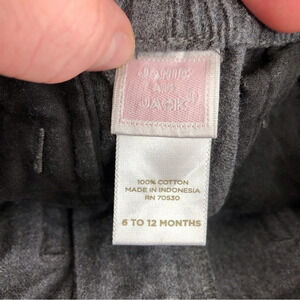 JANIE
AND
JACK
100% COTTON
MADE IN INDONESIA
RN 70530
6 TO 12 MONTHS